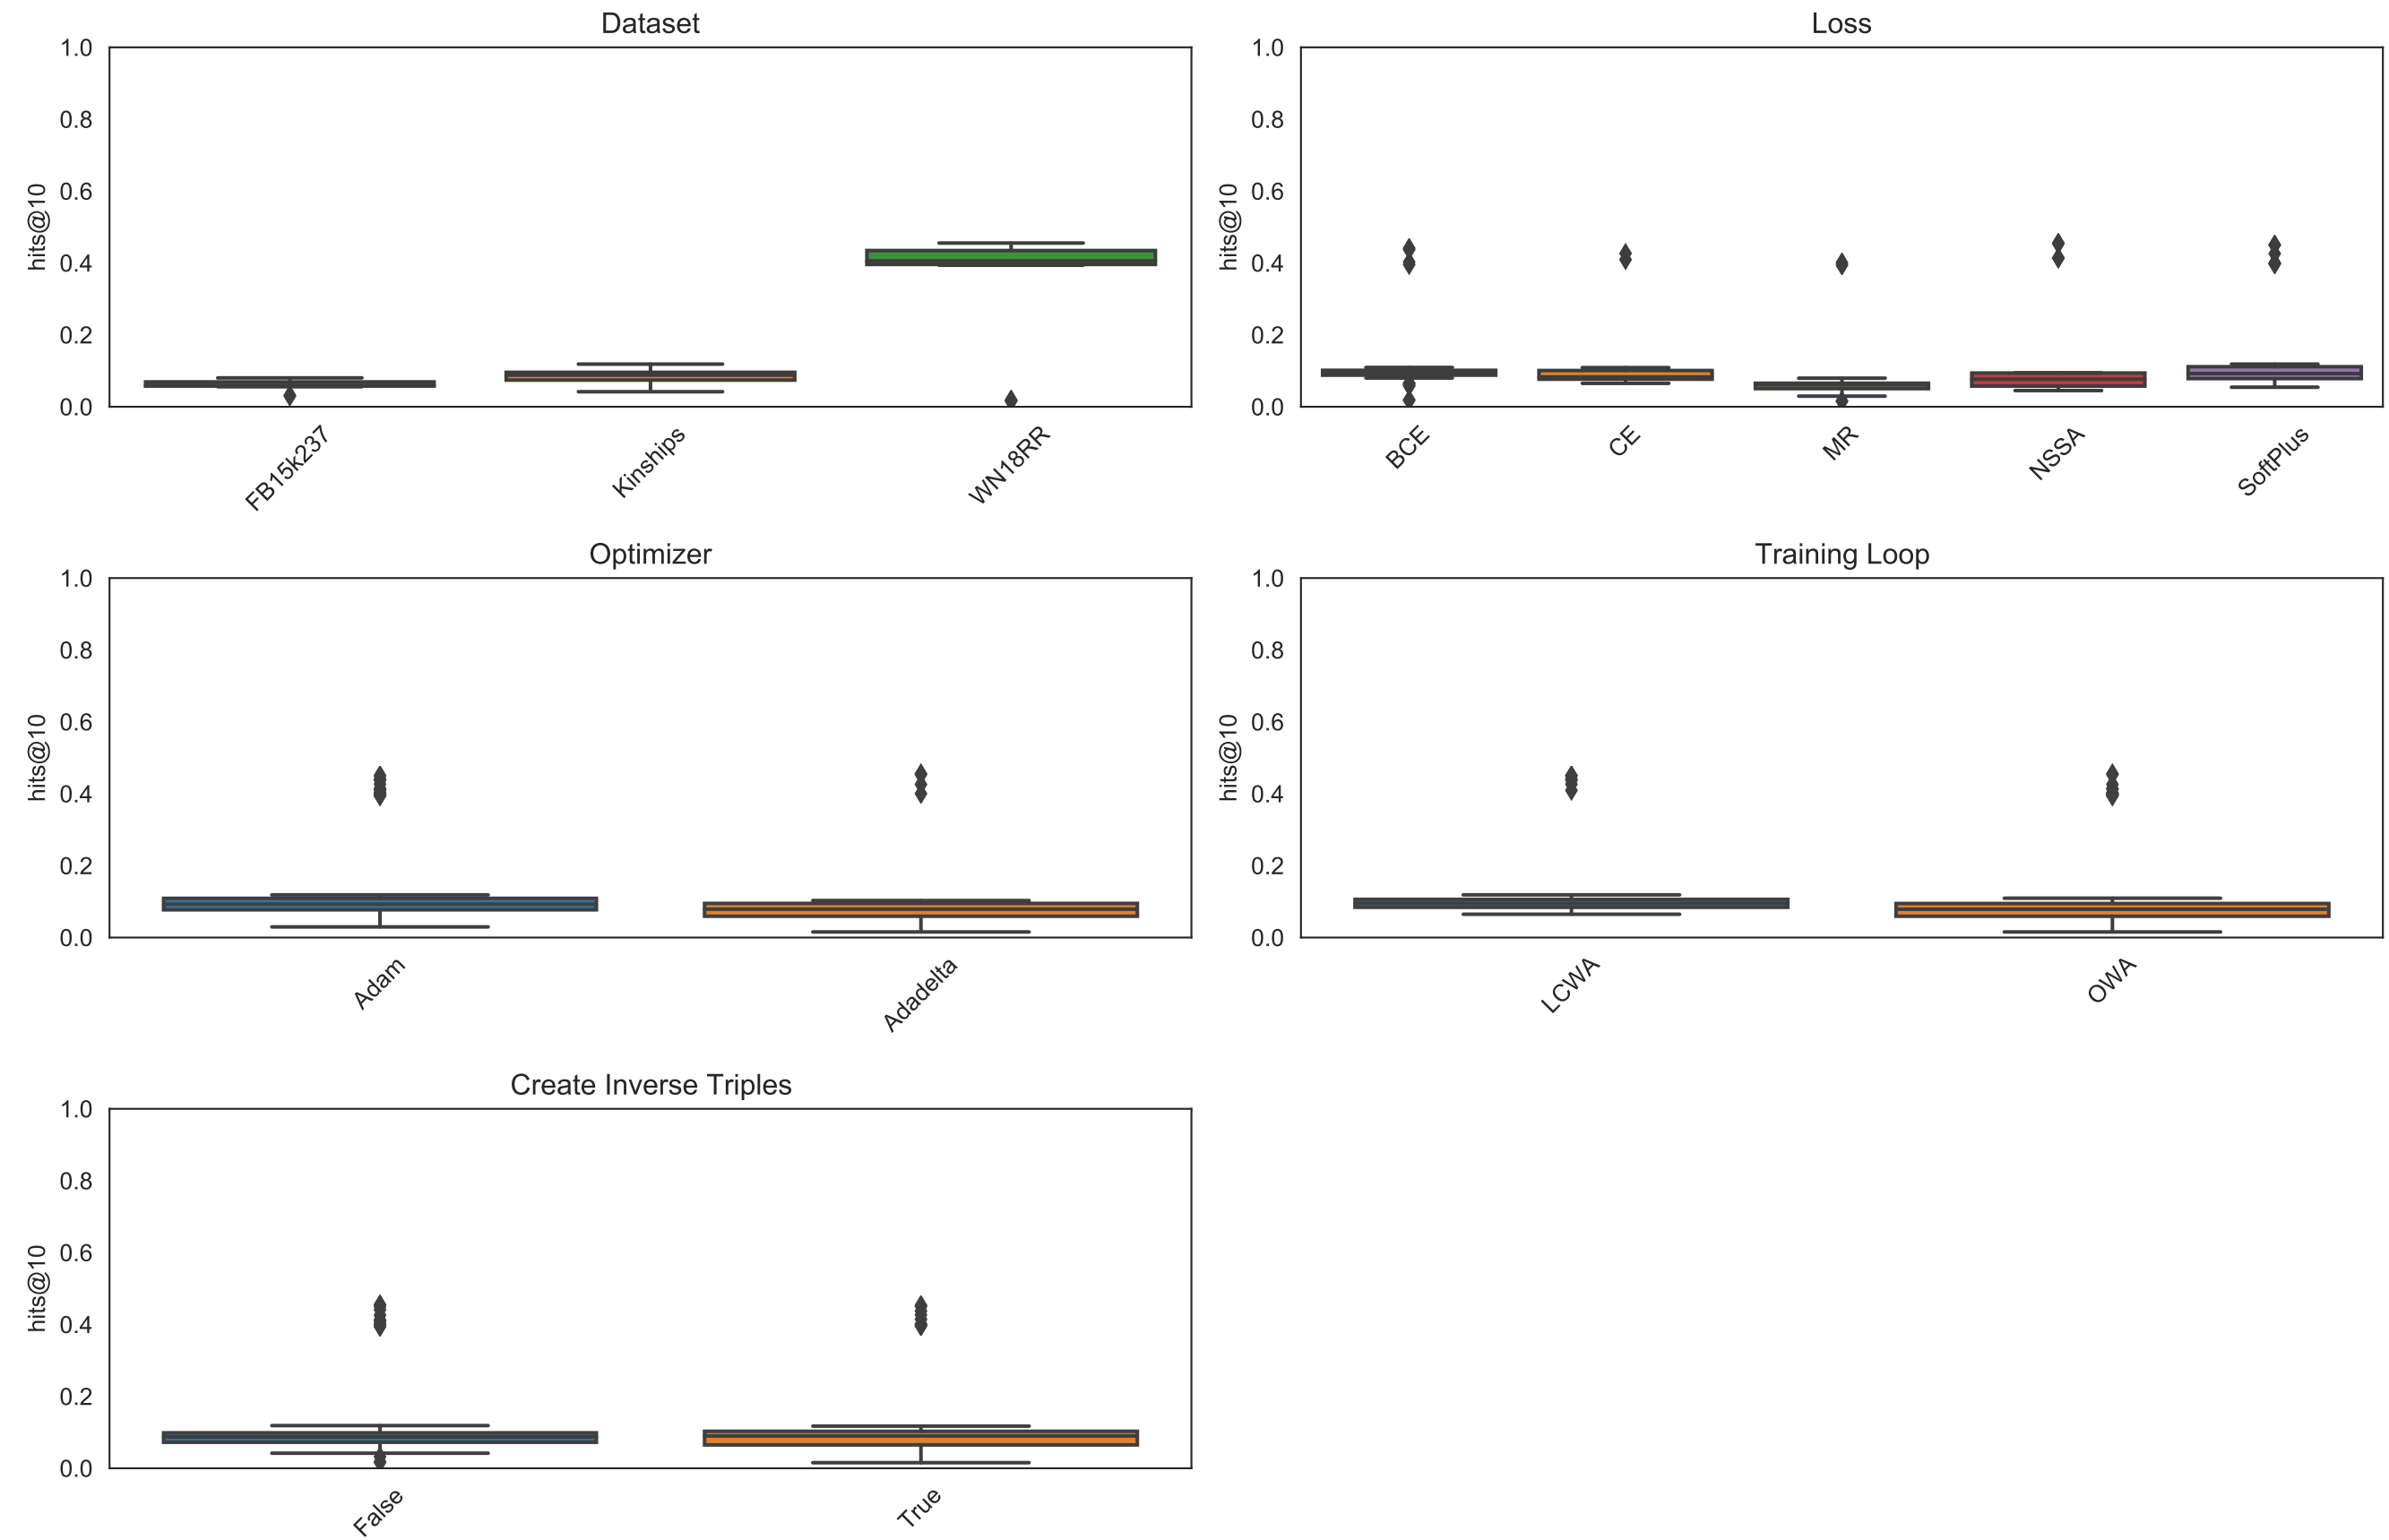 Dataset
1.0
0.8
0.6
0.4
0.2
0.0
hits@10
FB15k237
Kinships
WN18RR
Loss
1.0
0.8
0.6
0.4
0.2
0.0
hits@10
BCE
CE
MR
NSSA
SoftPlus
Optimizer
1.0
0.8
0.6
0.4
0.2
0.0
hits@10
Adam
Adadelta
Training Loop
1.0
0.8
0.6
0.4
0.2
0.0
hits@10
LCWA
OWA
Create Inverse Triples
1.0
0.8
0.6
0.4
0.2
0.0
hits@10
False
True